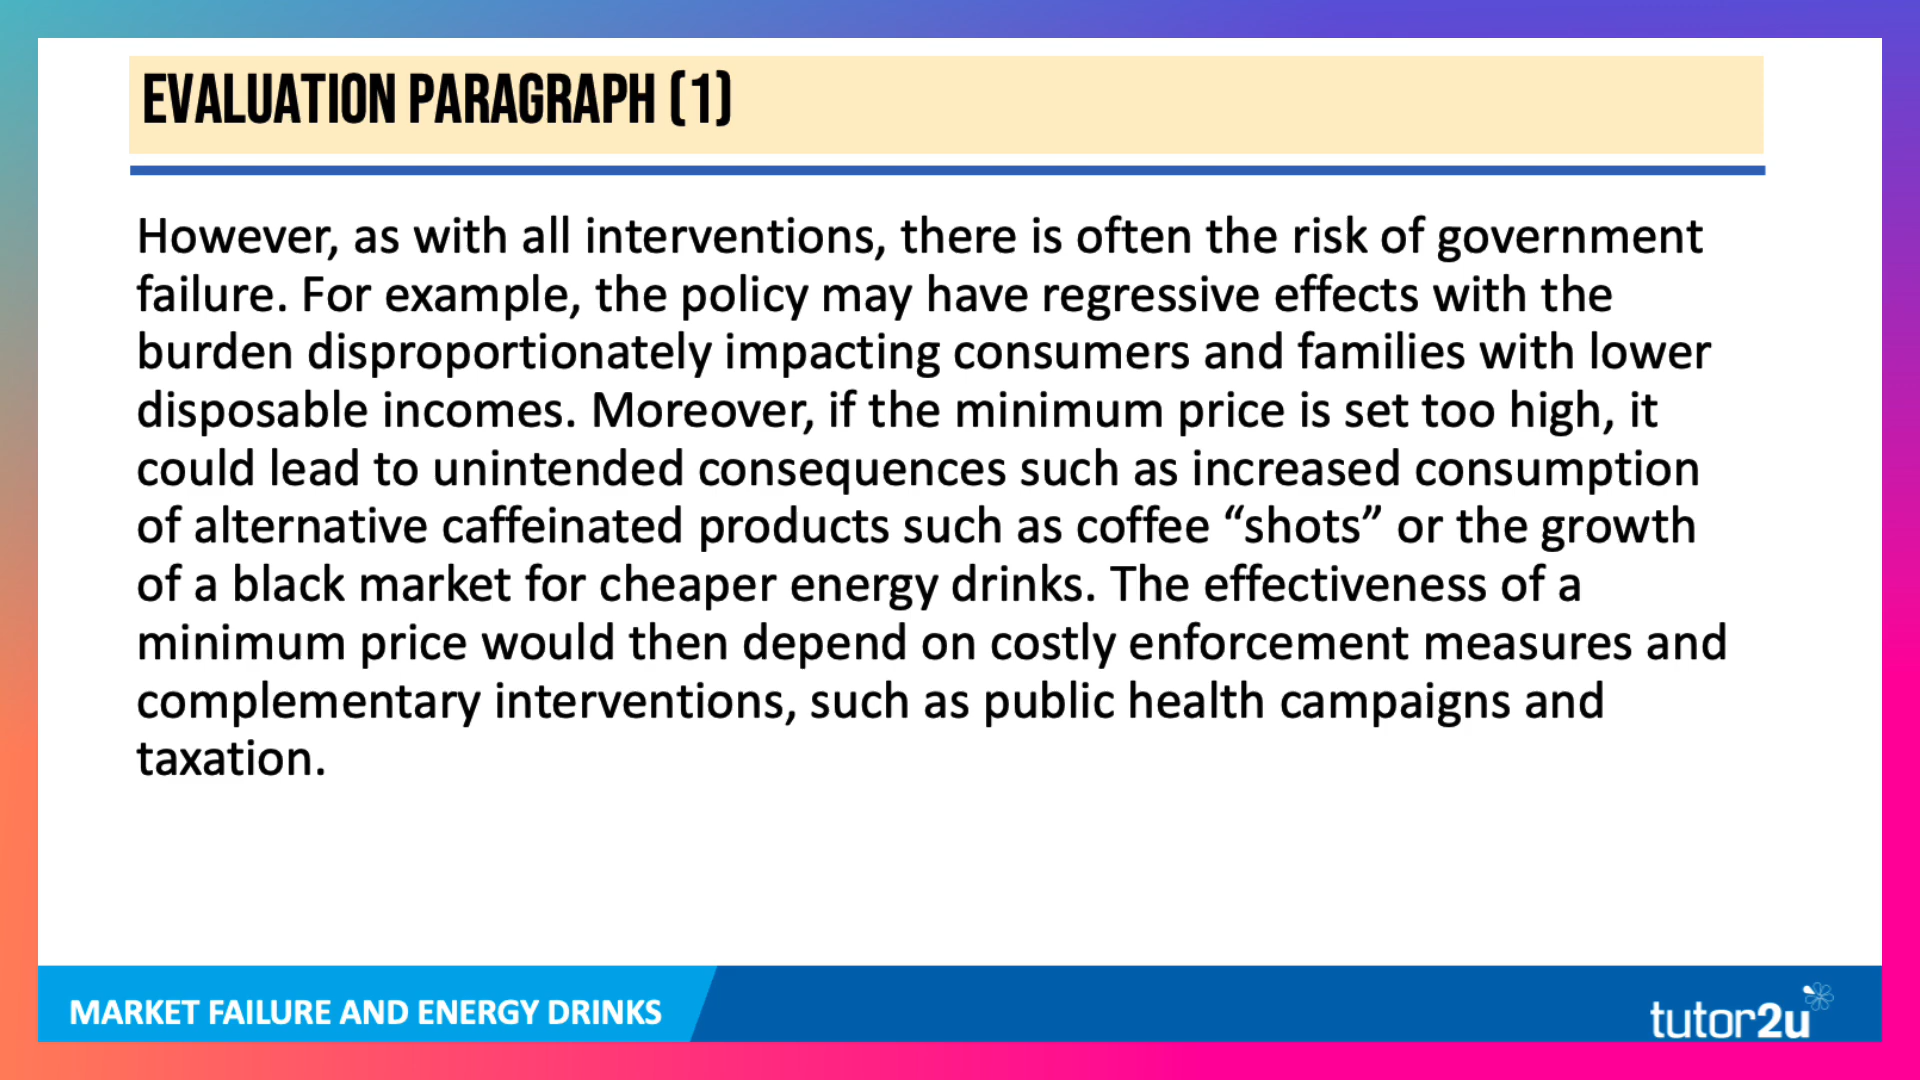 EVALUATION PARAGRAPH (1)
However, as with all interventions, there is often the risk of government
failure. For example, the policy may have regressive effects with the
burden disproportionately impacting consumers and families with lower
disposable incomes. Moreover, if the minimum price is set too high, it
could lead to unintended consequences such as increased consumption
of alternative caffeinated products such as coffee “shots” or the growth
of a black market for cheaper energy drinks. The effectiveness of a
minimum price would then depend on costly enforcement measures and
complementary interventions, such as public health campaigns and
taxation.
MARKET FAILURE AND ENERGY DRINKS
tutor2u